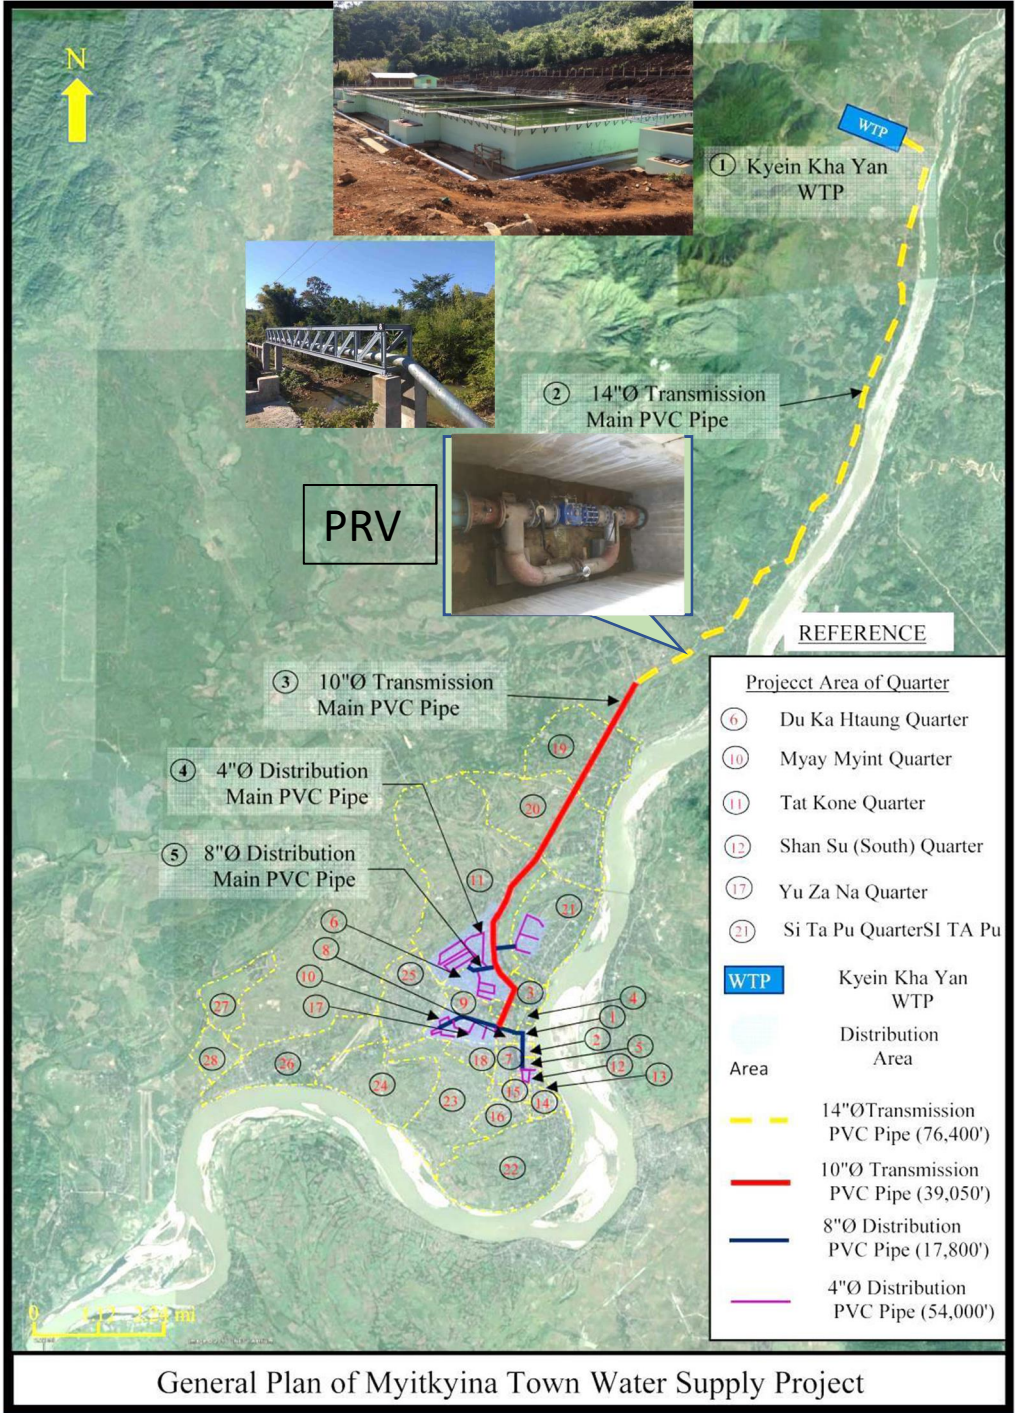 N
WTP
① Kyein Kha Yan
WTP
② 14"Ø Transmission
Main PVC Pipe
PRV
③ 10"Ø Transmission
Main PVC Pipe
④ 4"Ø Distribution
Main PVC Pipe
⑤ 8"Ø Distribution
Main PVC Pipe
19
20
11
21
6
8
10
17
25
9
3
4
1
2
5
12
13
27
28
26
17
24
23
18
7
15
16
14
22
REFERENCE
Projecct Area of Quarter
6 Du Ka Htaung Quarter
10 Myay Myint Quarter
11 Tat Kone Quarter
12 Shan Su (South) Quarter
17 Yu Za Na Quarter
21 Si Ta Pu QuarterSI TA Pu
WTP Kyein Kha Yan
WTP
Distribution
Area
Area
14"ØTransmission
PVC Pipe (76,400')
10"Ø Transmission
PVC Pipe (39,050')
8"Ø Distribution
PVC Pipe (17,800')
4"Ø Distribution
PVC Pipe (54,000')
0 mi
General Plan of Myitkyina Town Water Supply Project